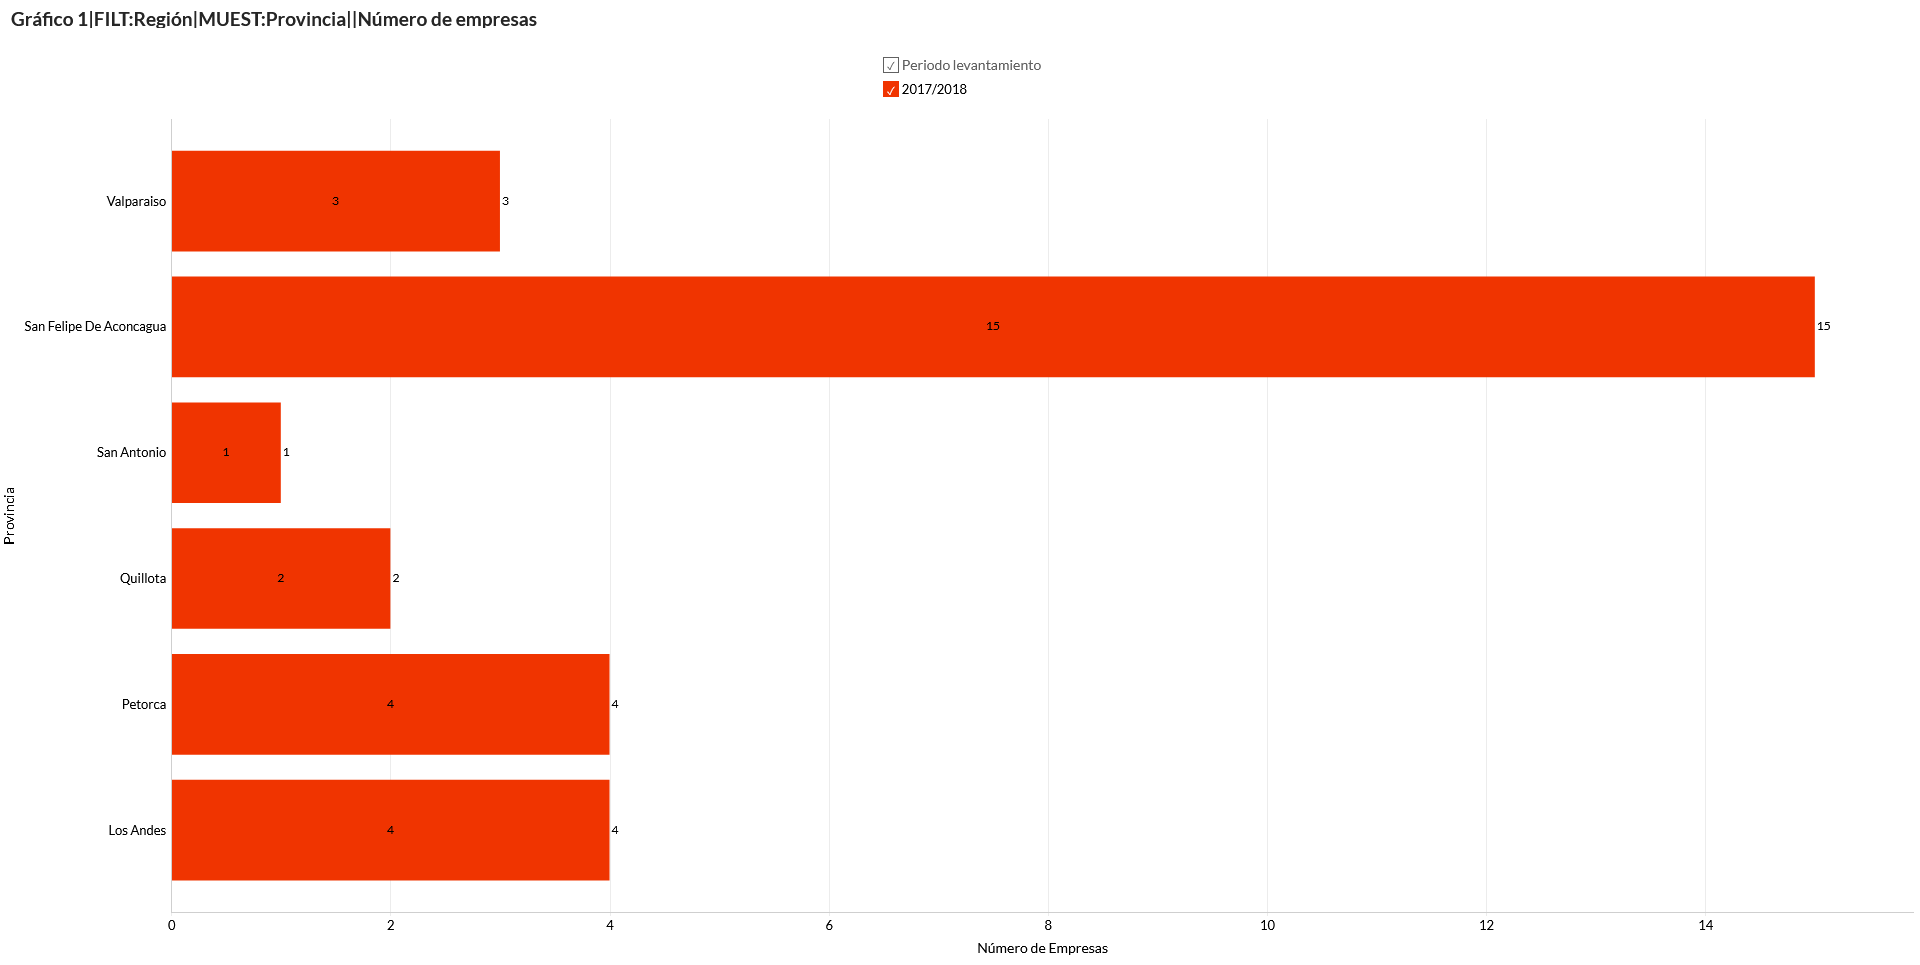 Gráfico 1|FILT:Región|MUEST:Provincia||Número de empresas
Periodo levantamiento
2017/2018
Valparaiso
3
3
San Felipe De Aconcagua
15
15
San Antonio
1
1
Quillota
2
2
Petorca
4
4
Los Andes
4
4
Provincia
0 2 4 6 8 10 12 14
Número de Empresas